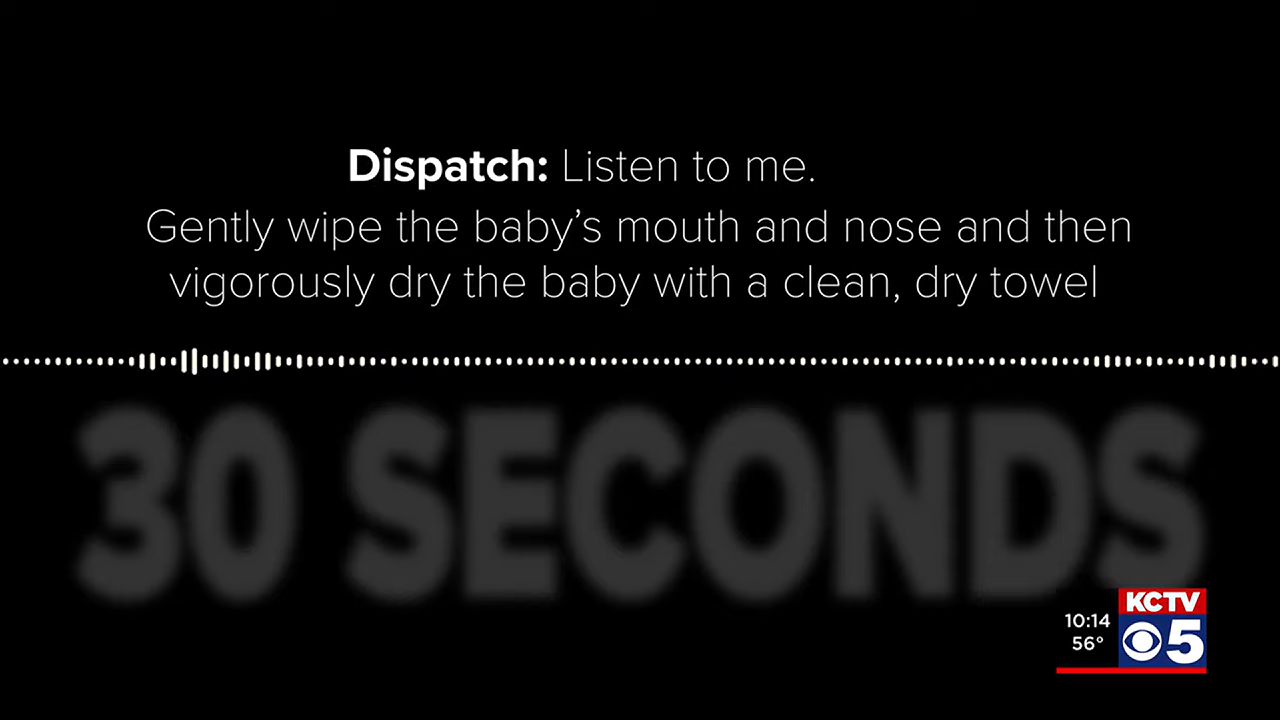 Dispatch: Listen to me.
Gently wipe the baby’s mouth and nose and then
vigorously dry the baby with a clean, dry towel
30 SECONDS
KCTV
10:14
56°
5